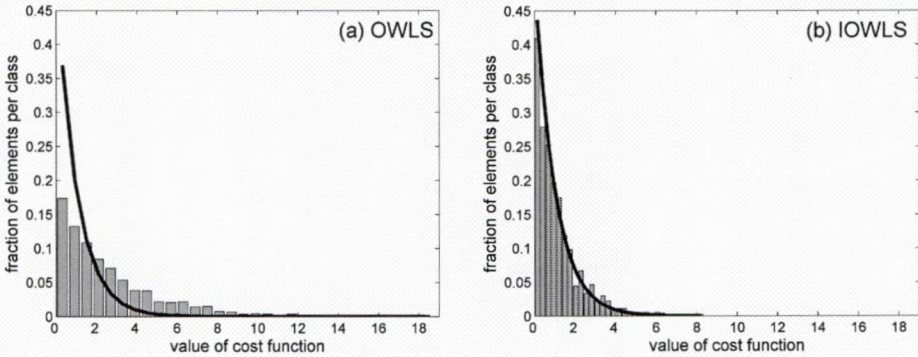 (a) OWLS
fraction of elements per class
0.45
0.4
0.35
0.3
0.25
0.2
0.15
0.1
0.05
0
0 2 4 6 8 10 12 14 16 18
value of cost function
(b) IOWLS
fraction of elements per class
0.45
0.4
0.35
0.3
0.25
0.2
0.15
0.1
0.05
0
0 2 4 6 8 10 12 14 16 18
value of cost function